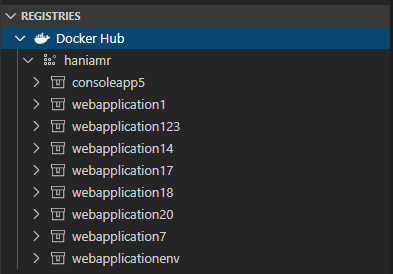 REGISTRIES
Docker Hub
haniamr
consoleapp5
webapplication1
webapplication123
webapplication14
webapplication17
webapplication18
webapplication20
webapplication7
webapplicationenv